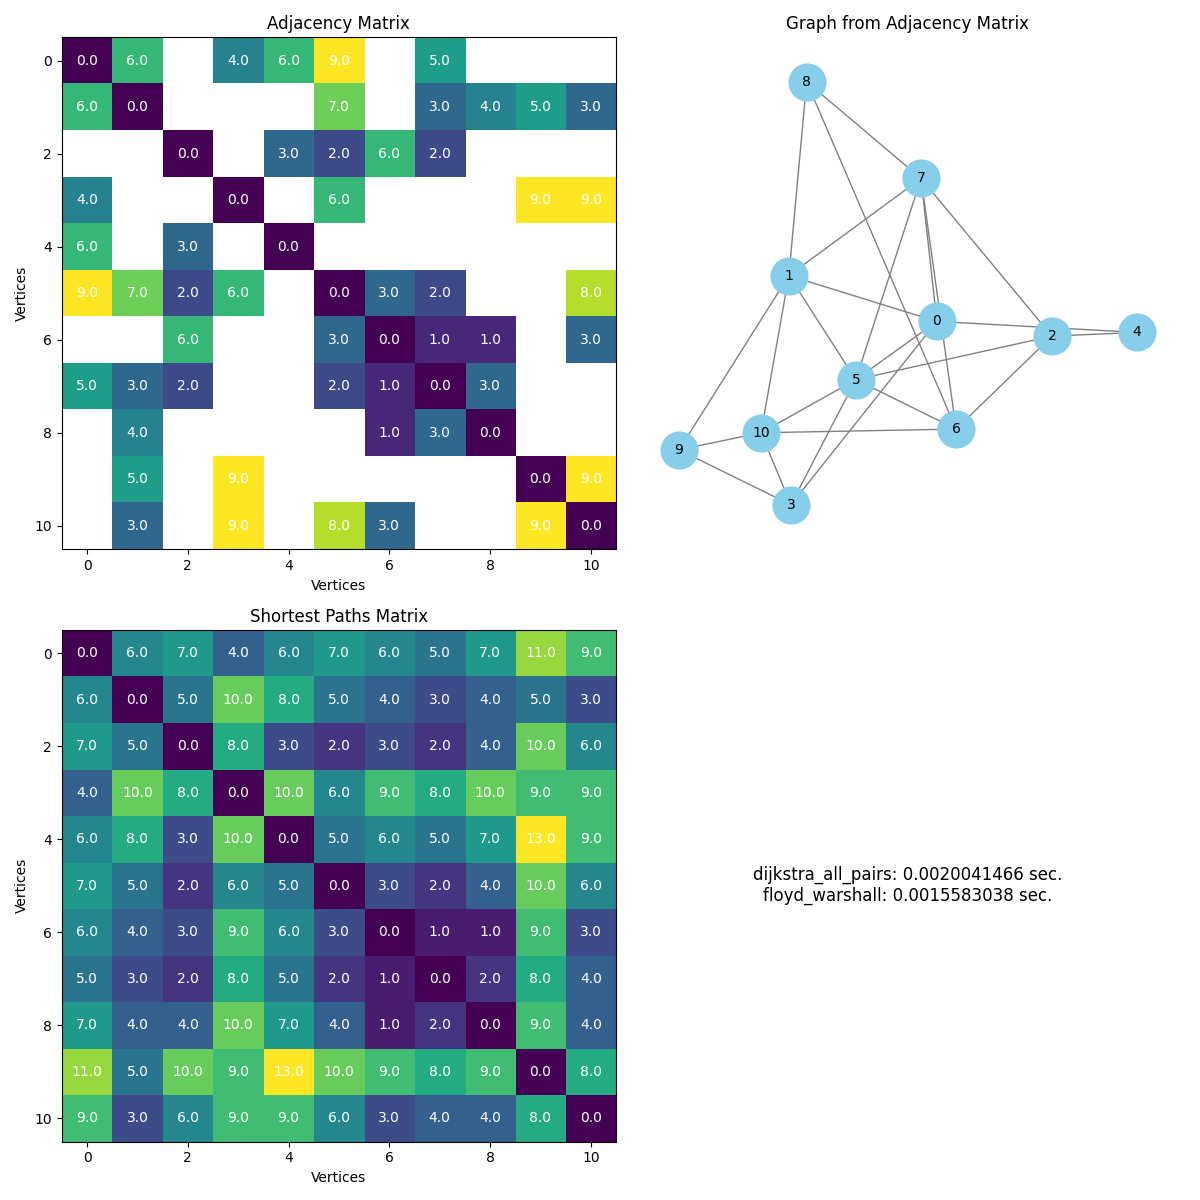 Adjacency Matrix
0 0.0 6.0 4.0 6.0 9.0 5.0
6.0 0.0 7.0 3.0 4.0 5.0 3.0
2 0.0 3.0 2.0 6.0 2.0
4.0 0.0 6.0 9.0 9.0
4 6.0 3.0 0.0
9.0 7.0 2.0 6.0 0.0 3.0 2.0 8.0
6 6.0 3.0 0.0 1.0 1.0 3.0
5.0 3.0 2.0 2.0 1.0 0.0 3.0
8 4.0 1.0 3.0 0.0
5.0 9.0 0.0 9.0
10 3.0 9.0 8.0 3.0 9.0 0.0
0 2 4 6 8 10
Vertices
Vertices
Graph from Adjacency Matrix
8
7
1
0
2
4
5
6
10
9
3
Shortest Paths Matrix
0 0.0 6.0 7.0 4.0 6.0 7.0 6.0 5.0 7.0 11.0 9.0
6.0 0.0 5.0 10.0 8.0 5.0 4.0 3.0 4.0 5.0 3.0
2 7.0 5.0 0.0 8.0 3.0 2.0 3.0 2.0 4.0 10.0 6.0
4.0 10.0 8.0 0.0 10.0 6.0 9.0 8.0 10.0 9.0 9.0
4 6.0 8.0 3.0 10.0 0.0 5.0 6.0 5.0 7.0 13.0 9.0
7.0 5.0 2.0 6.0 5.0 0.0 3.0 2.0 4.0 10.0 6.0
6 6.0 4.0 3.0 9.0 6.0 3.0 0.0 1.0 1.0 9.0 3.0
5.0 3.0 2.0 8.0 5.0 2.0 1.0 0.0 2.0 8.0 4.0
8 7.0 4.0 4.0 10.0 7.0 4.0 1.0 2.0 0.0 9.0 4.0
11.0 5.0 10.0 9.0 13.0 10.0 9.0 8.0 9.0 0.0 8.0
10 9.0 3.0 6.0 9.0 9.0 6.0 3.0 4.0 4.0 8.0 0.0
0 2 4 6 8 10
Vertices
Vertices
dijkstra_all_pairs: 0.0020041466 sec.
floyd_warshall: 0.0015583038 sec.